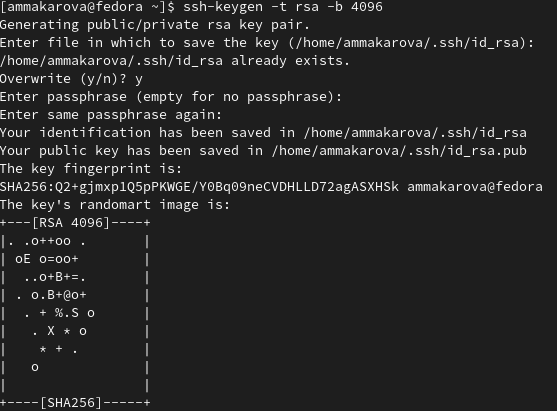 [ammakarova@fedora ~]$ ssh-keygen -t rsa -b 4096
Generating public/private rsa key pair.
Enter file in which to save the key (/home/ammakarova/.ssh/id_rsa):
/home/ammakarova/.ssh/id_rsa already exists.
Overwrite (y/n)? y
Enter passphrase (empty for no passphrase):
Enter same passphrase again:
Your identification has been saved in /home/ammakarova/.ssh/id_rsa
Your public key has been saved in /home/ammakarova/.ssh/id_rsa.pub
The key fingerprint is:
SHA256:Q2+gjmxp1Q5pPKWGE/Y0Bq09neCVDHLLD72agASXHSk ammakarova@fedora
The key's randomart image is:
+---[RSA 4096]----+
|. .o++oo .       |
| oE o=oo+        |
|  ..o+B+=.       |
| . o.B+@o+       |
|  . + %.S o      |
|   . X * o       |
|    * + .        |
|   o             |
|                 |
+----[SHA256]-----+